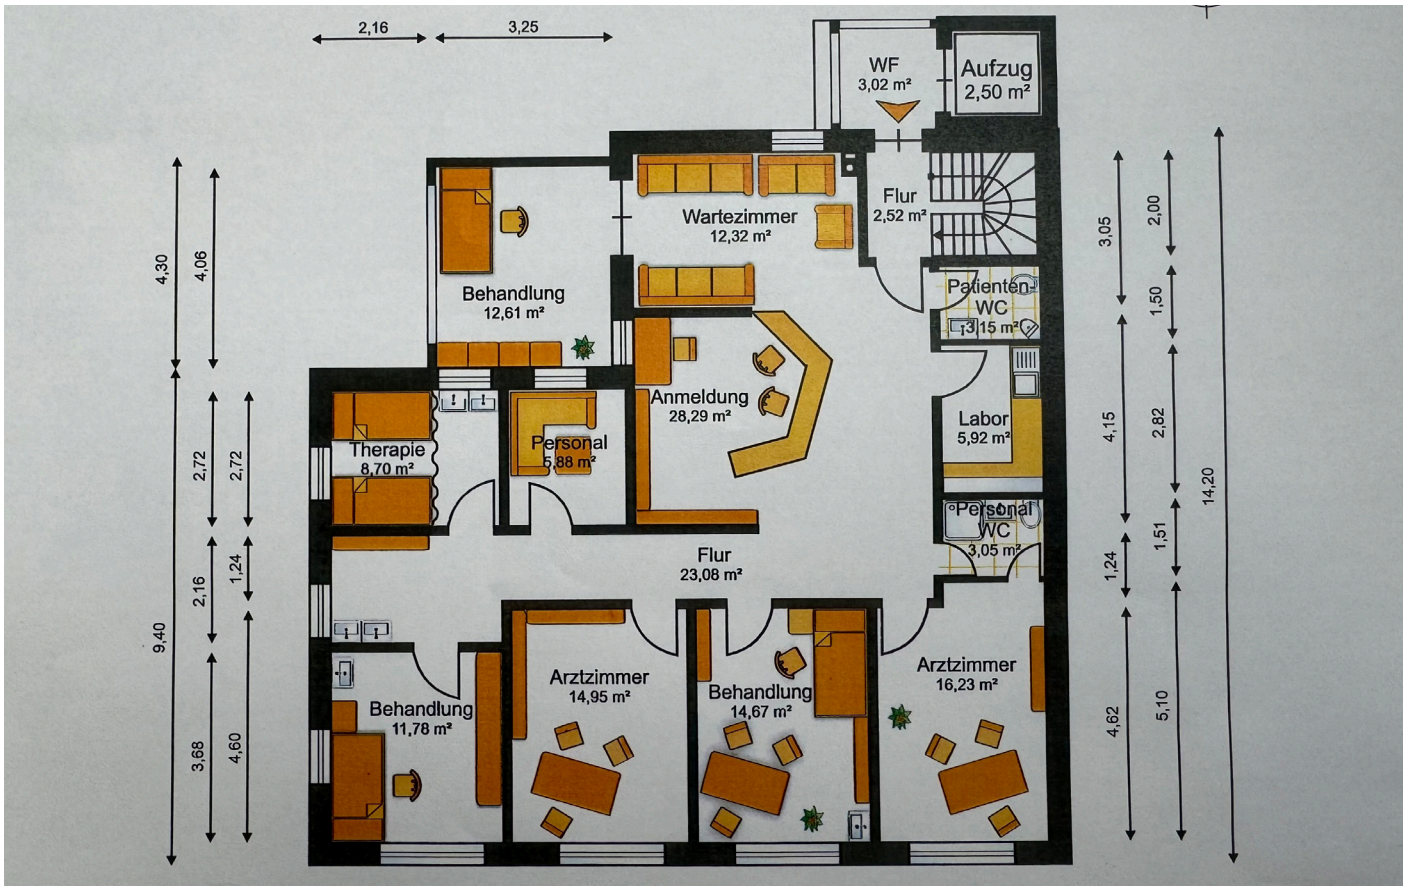 2,16
3,25
WF
3,02 m²
Aufzug
2,50 m²
Wartezimmer
12,32 m²
Flur
2,52 m²
Behandlung
12,61 m²
Patienten-
WC
3,15 m²
Anmeldung
28,29 m²
Labor
5,92 m²
Therapie
8,70 m²
Personal
5,88 m²
Personal
WC
3,05 m²
Flur
23,08 m²
Behandlung
11,78 m²
Arztzimmer
14,95 m²
Behandlung
14,67 m²
Arztzimmer
16,23 m²
4,30
4,06
9,40
2,72
2,72
2,16
1,24
3,68
4,60
3,05
2,00
1,50
4,15
2,82
1,51
1,24
4,62
5,10
14,20